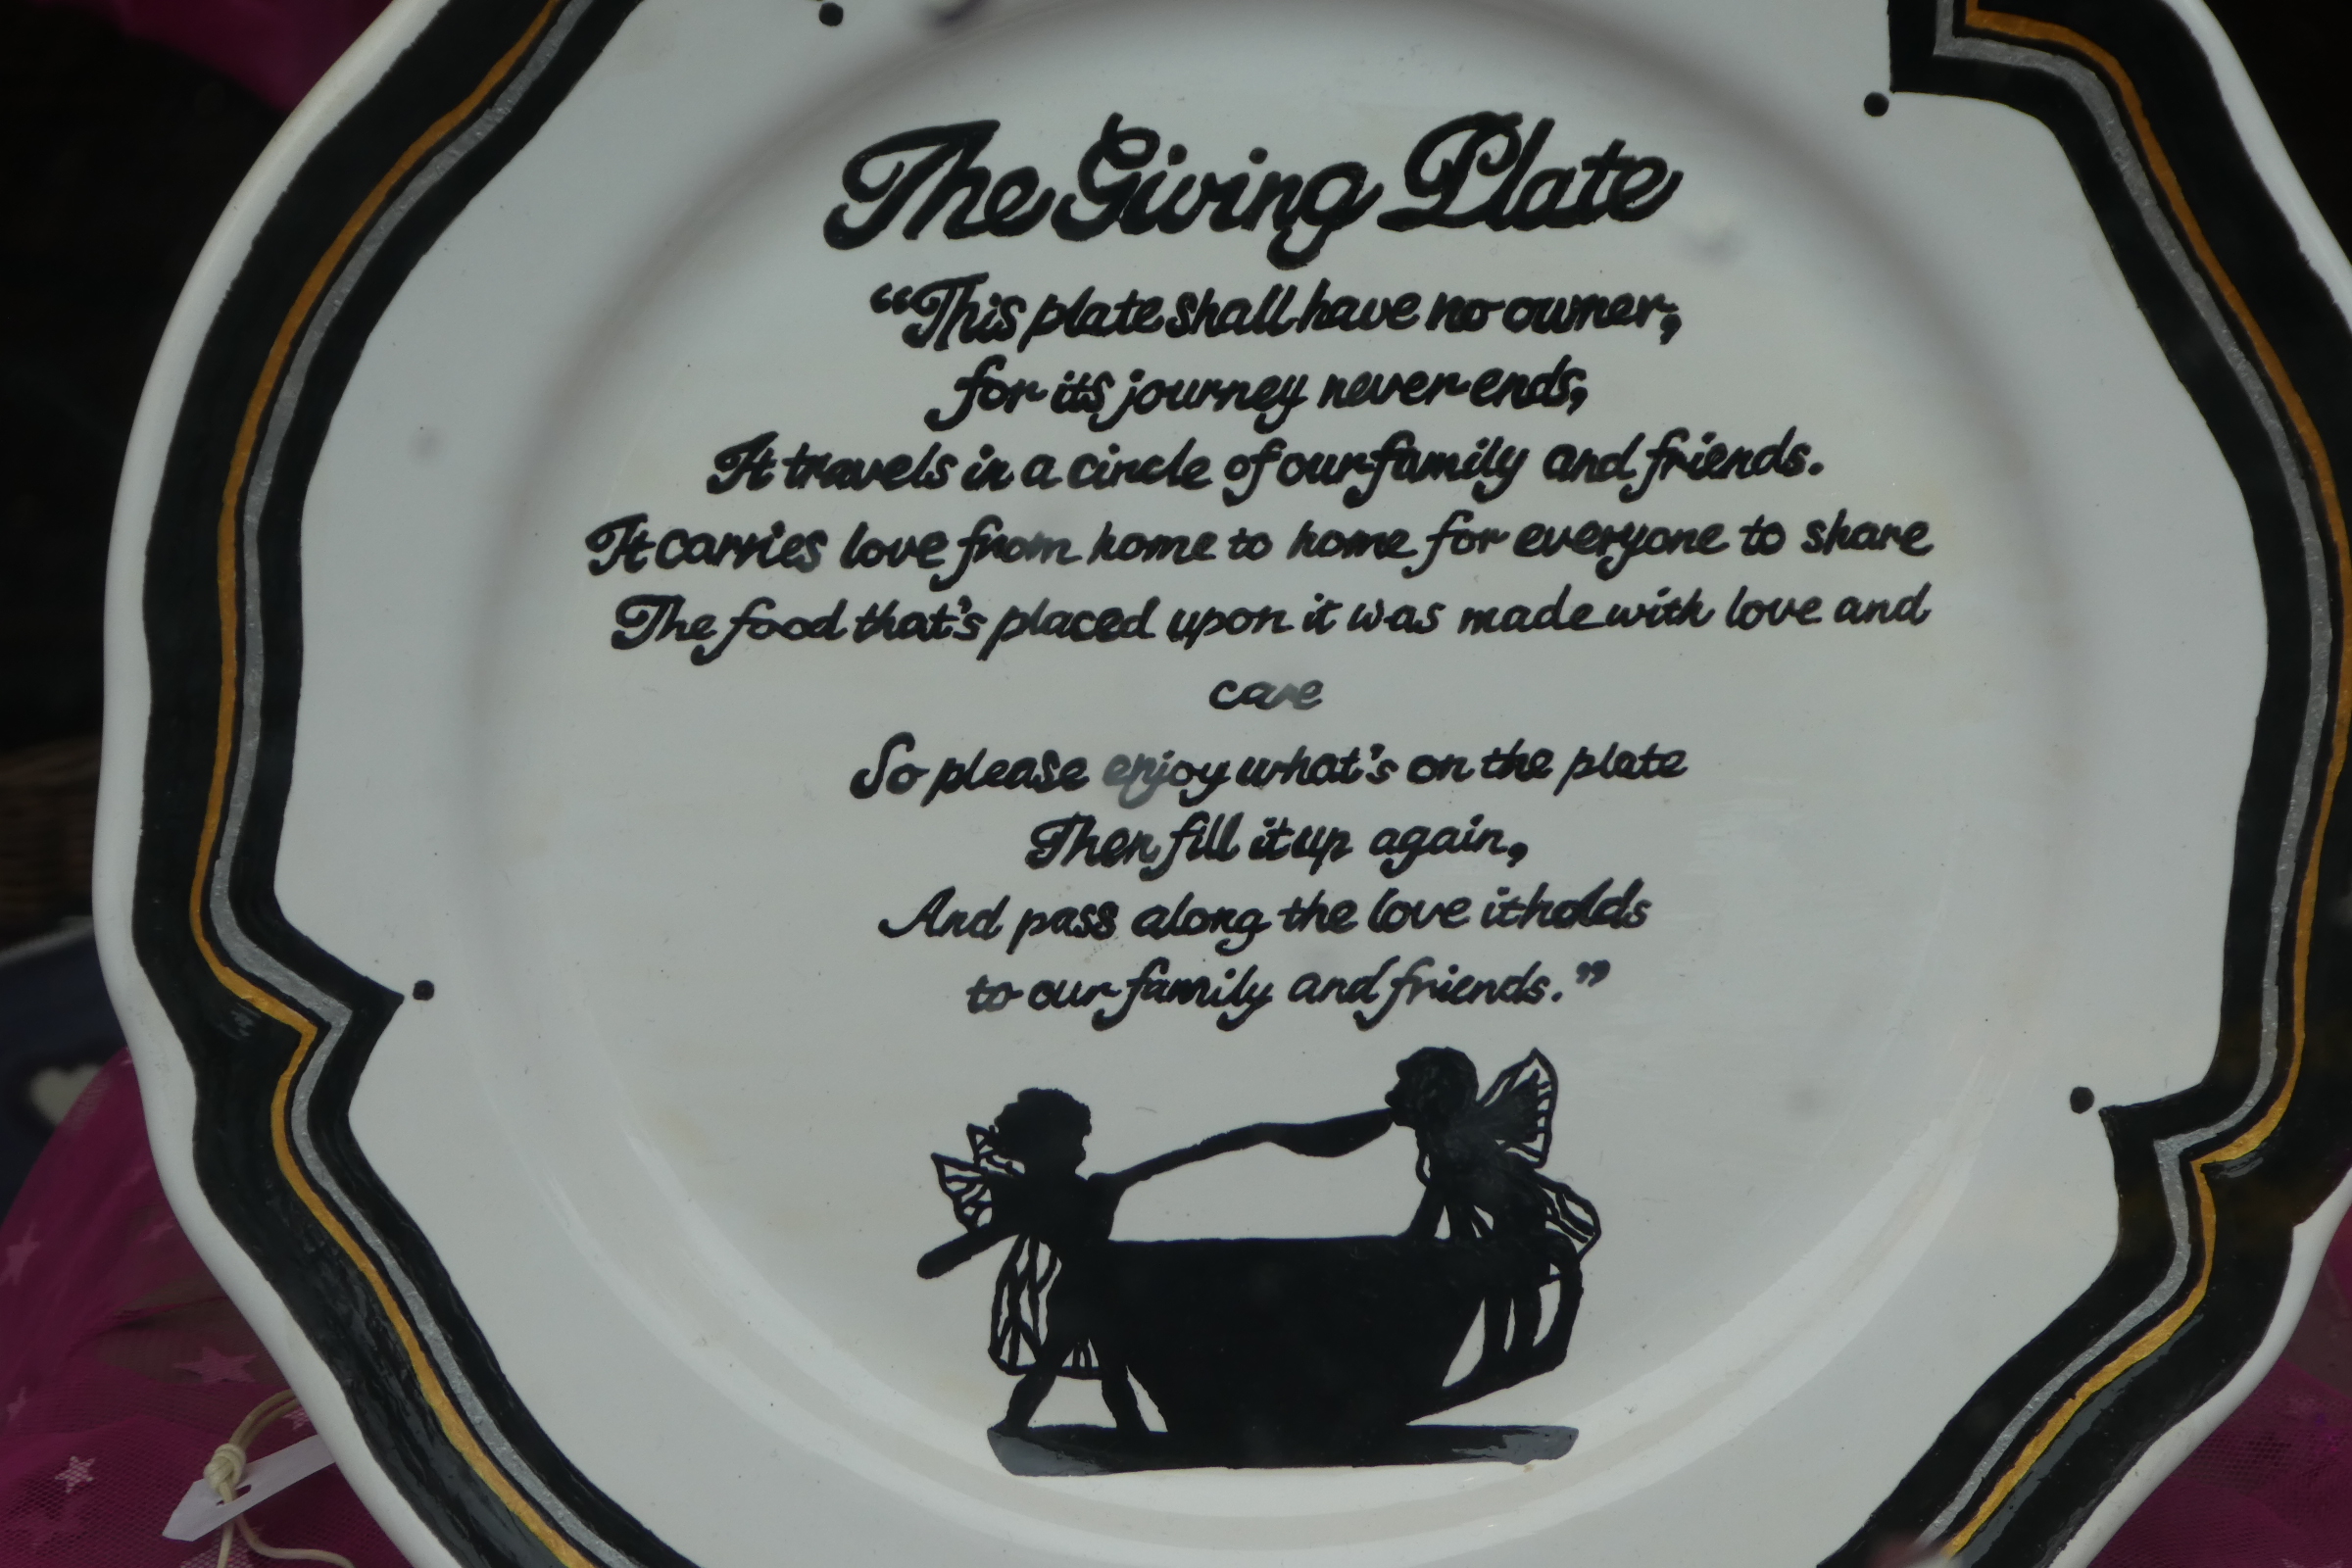 The Giving Plate
“This plate shall have no owner,
for its journey never ends,
It travels in a circle of our family and friends.
It carries love from home to home for everyone to share
The food that's placed upon it was made with love and
care
So please enjoy what's on the plate
Then fill it up again,
And pass along the love it holds
to our family and friends.”